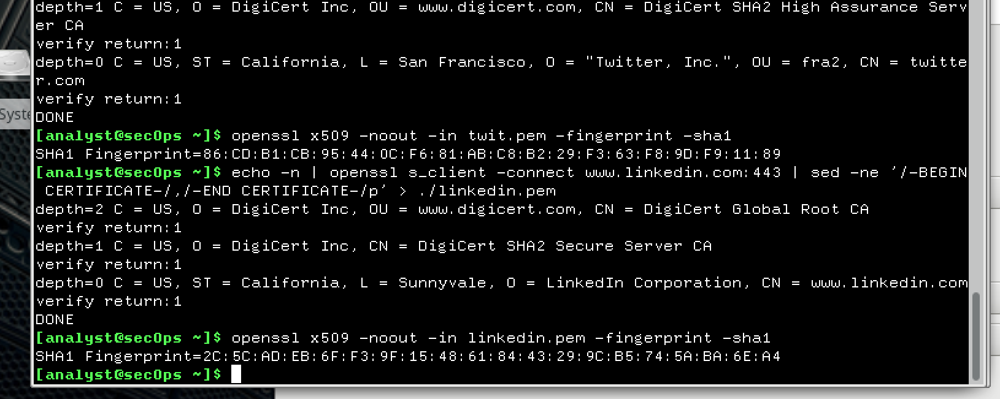 depth=1 C = US, O = DigiCert Inc, OU = www.digicert.com, CN = DigiCert SHA2 High Assurance Serv
er CA
verify return:1
depth=0 C = US, ST = California, L = San Francisco, O = "Twitter, Inc.", OU = fra2, CN = twitte
r.com
verify return:1
Syste
DONE
[analyst@secOps ~]$ openssl x509 -noout -in twit.pem -fingerprint -sha1
SHA1 Fingerprint=86:CD:B1:CB:95:44:0C:F6:81:AB:C8:B2:29:F3:63:F8:9D:F9:11:89
[analyst@secOps ~]$ echo -n | openssl s_client -connect www.linkedin.com:443 | sed -ne '/-BEGIN
 CERTIFICATE-/,/-END CERTIFICATE-/p' > ./linkedin.pem
depth=2 C = US, O = DigiCert Inc, OU = www.digicert.com, CN = DigiCert Global Root CA
verify return:1
depth=1 C = US, O = DigiCert Inc, CN = DigiCert SHA2 Secure Server CA
verify return:1
depth=0 C = US, ST = California, L = Sunnyvale, O = LinkedIn Corporation, CN = www.linkedin.com
verify return:1
DONE
[analyst@secOps ~]$ openssl x509 -noout -in linkedin.pem -fingerprint -sha1
SHA1 Fingerprint=2C:5C:AD:EB:6F:F3:9F:15:48:61:84:43:29:9C:B5:74:5A:BA:6E:A4
[analyst@secOps ~]$